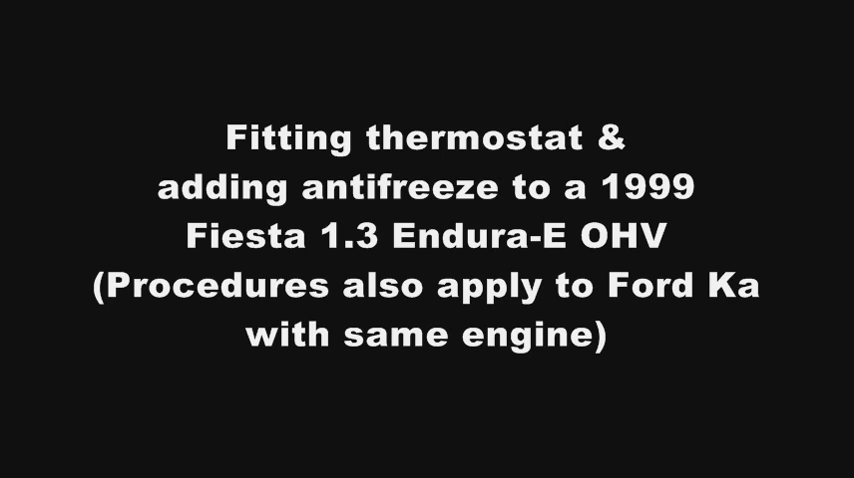 Fitting thermostat &
adding antifreeze to a 1999
Fiesta 1.3 Endura-E OHV
(Procedures also apply to Ford Ka
with same engine)